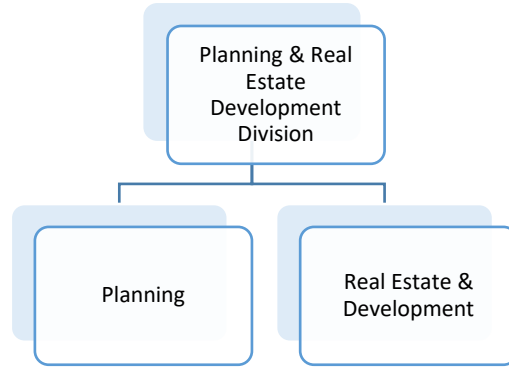 Planning & Real
Estate
Development
Division
Planning
Real Estate &
Development